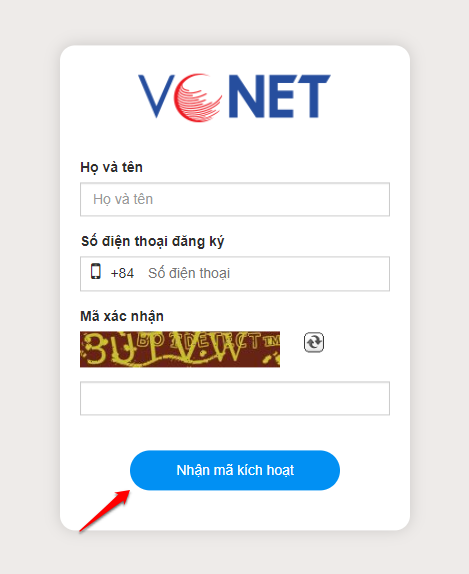 VCNET
Họ và tên
Họ và tên
Số điện thoại đăng ký
+84 Số điện thoại
Mã xác nhận
Nhận mã kích hoạt